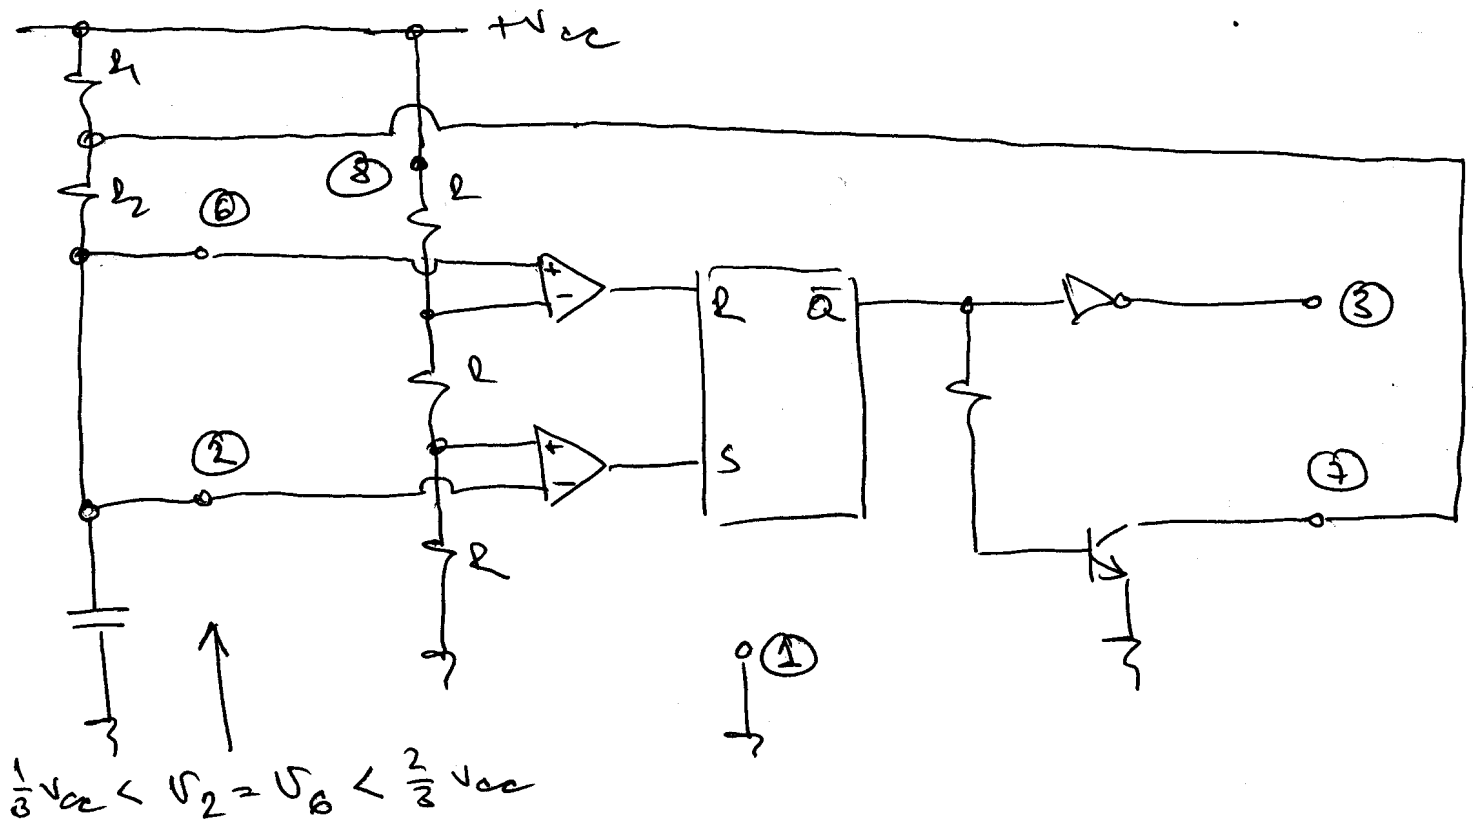 +Vcc
R1
R2
8
R
6
+
-
R
Q̅
3
R
2
+
-
S
7
R
1
1/3 Vcc < V2 = V6 < 2/3 Vcc